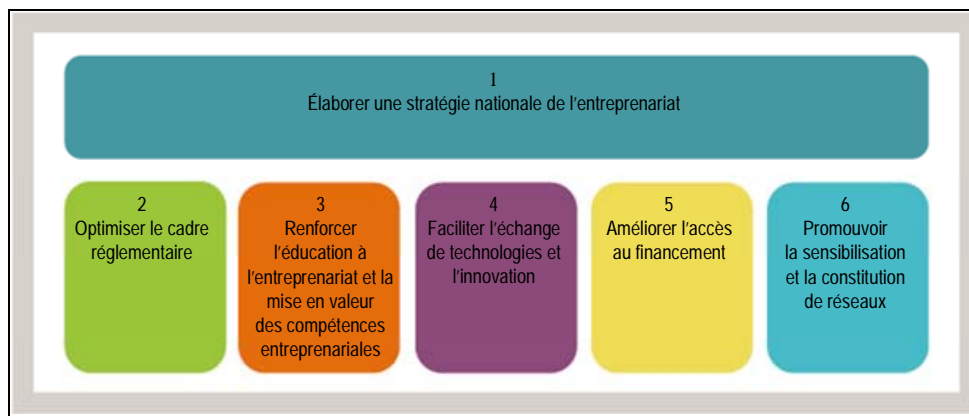 1
Élaborer une stratégie nationale de l'entreprenariat
2
Optimiser le cadre
réglementaire
3
Renforcer
l'éducation à
l'entreprenariat et la
mise en valeur
des compétences
entreprenariales
4
Faciliter l'échange
de technologies et
l'innovation
5
Améliorer l'accès
au financement
6
Promouvoir
la sensibilisation
et la constitution
de réseaux